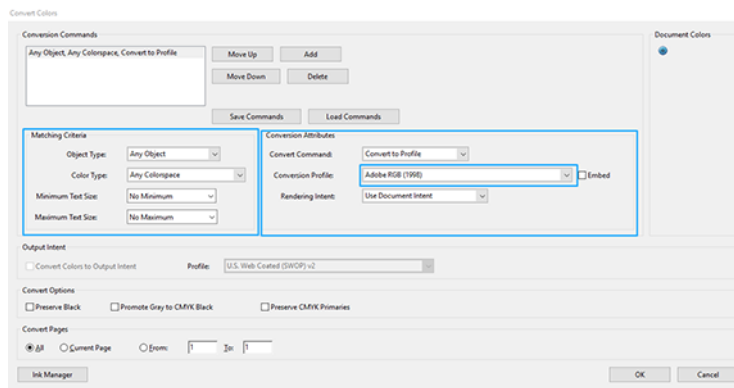 Convert Colors
Conversion Commands
Document Colors
Any Object, Any Colorspace, Convert to Profile
Move Up Add
Move Down Delete
Save Commands Load Commands
Matching Criteria
Object Type: Any Object
Color Type: Any Colorspace
Minimum Text Size: No Minimum
Maximum Text Size: No Maximum
Conversion Attributes
Convert Command: Convert to Profile
Conversion Profile: Adobe RGB (1998) Embed
Rendering Intent: Use Document Intent
Output Intent
Convert Colors to Output Intent Profile: U.S. Web Coated (SWOP) v2
Convert Options
Preserve Black Promote Gray to CMYK Black Preserve CMYK Primaries
Convert Pages
All Current Page From: 1 To: 1
Ink Manager OK Cancel